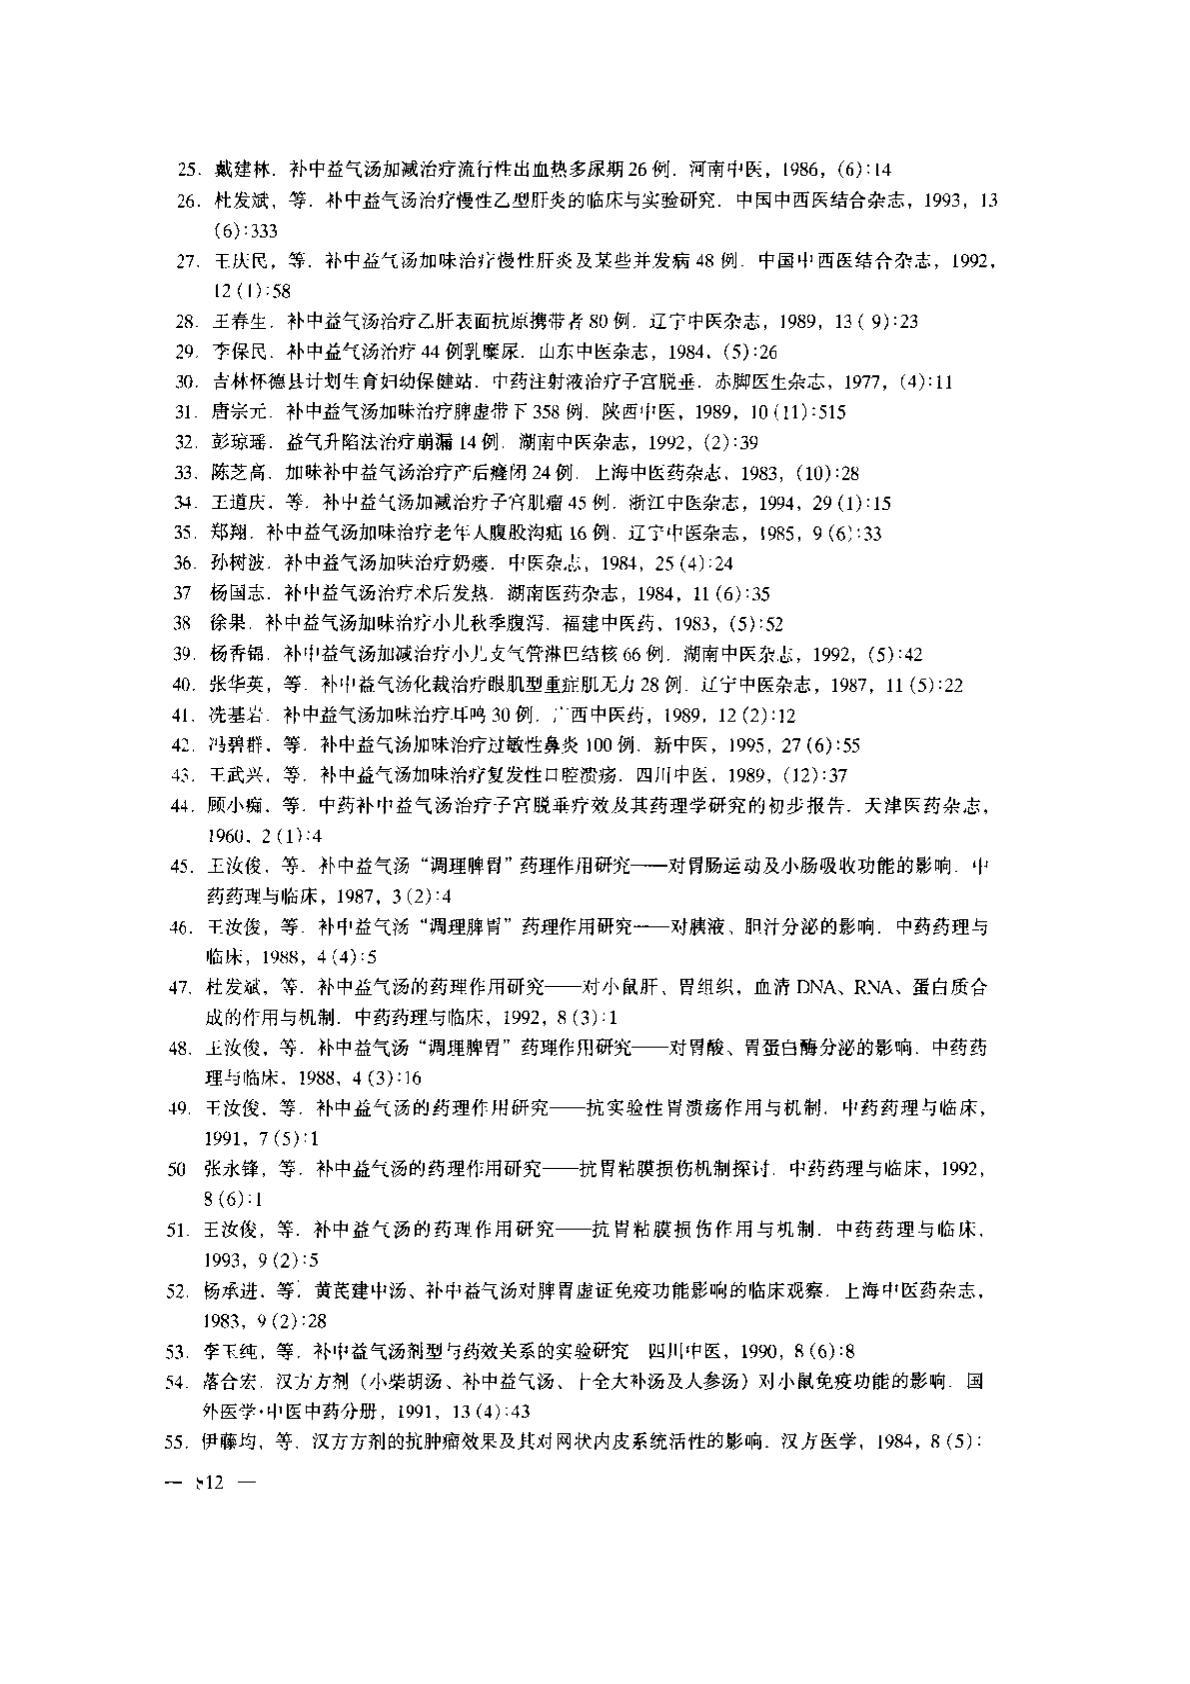 25. 戴建林. 补中益气汤加减治疗流行性出血热多尿期 26 例. 河南中医, 1986, (6):14
26. 杜发斌, 等. 补中益气汤治疗慢性乙型肝炎的临床与实验研究. 中国中西医结合杂志, 1993, 13
(6):333
27. 王庆民, 等. 补中益气汤加味治疗慢性肝炎及某些并发病 48 例. 中国中西医结合杂志, 1992,
12 (1):58
28. 王春生. 补中益气汤治疗乙肝表面抗原携带者 80 例. 辽宁中医杂志, 1989, 13 ( 9):23
29. 李保民. 补中益气汤治疗 44 例乳糜尿. 山东中医杂志, 1984, (5):26
30. 吉林怀德县计划生育妇幼保健站. 中药注射液治疗子宫脱垂. 赤脚医生杂志, 1977, (4):11
31. 唐宗元. 补中益气汤加味治疗脾虚带下 358 例. 陕西中医, 1989, 10 (11):515
32. 彭琼瑶. 益气升陷法治疗崩漏 14 例. 湖南中医杂志, 1992, (2):39
33. 陈芝高. 加味补中益气汤治疗产后癃闭 24 例. 上海中医药杂志, 1983, (10):28
34. 王道庆, 等. 补中益气汤加减治疗子宫肌瘤 45 例. 浙江中医杂志, 1994, 29 (1):15
35. 郑翔. 补中益气汤加味治疗老年人腹股沟疝 16 例. 辽宁中医杂志, 1985, 9 (6):33
36. 孙树波. 补中益气汤加味治疗奶痿. 中医杂志, 1984, 25 (4):24
37 杨国志. 补中益气汤治疗术后发热. 湖南医药杂志, 1984, 11 (6):35
38 徐果. 补中益气汤加味治疗小儿秋季腹泻. 福建中医药, 1983, (5):52
39. 杨香锦. 补中益气汤加减治疗小儿支气管淋巴结核 66 例. 湖南中医杂志, 1992, (5):42
40. 张华英, 等. 补中益气汤化裁治疗眼肌型重症肌无力 28 例. 辽宁中医杂志, 1987, 11 (5):22
41. 冼基岩. 补中益气汤加味治疗耳鸣 30 例. 广西中医药, 1989, 12 (2):12
42. 冯碧群, 等. 补中益气汤加味治疗过敏性鼻炎 100 例. 新中医, 1995, 27 (6):55
43. 王武兴, 等. 补中益气汤加味治疗复发性口腔溃疡. 四川中医, 1989, (12):37
44. 顾小痴, 等. 中药补中益气汤治疗子宫脱垂疗效及其药理学研究的初步报告. 天津医药杂志,
1960, 2 (1):4
45. 王汝俊, 等. 补中益气汤“调理脾胃”药理作用研究——对胃肠运动及小肠吸收功能的影响. 中
药药理与临床, 1987, 3 (2):4
46. 王汝俊, 等. 补中益气汤“调理脾胃”药理作用研究——对胰液、胆汁分泌的影响. 中药药理与
临床, 1988, 4 (4):5
47. 杜发斌, 等. 补中益气汤的药理作用研究——对小鼠肝、胃组织, 血清 DNA、RNA、蛋白质合
成的作用与机制. 中药药理与临床, 1992, 8 (3):1
48. 王汝俊, 等. 补中益气汤“调理脾胃”药理作用研究——对胃酸、胃蛋白酶分泌的影响. 中药药
理与临床, 1988, 4 (3):16
49. 王汝俊, 等. 补中益气汤的药理作用研究——抗实验性胃溃疡作用与机制. 中药药理与临床,
1991, 7 (5):1
50 张永锋, 等. 补中益气汤的药理作用研究——抗胃粘膜损伤机制探讨. 中药药理与临床, 1992,
8 (6):1
51. 王汝俊, 等. 补中益气汤的药理作用研究——抗胃粘膜损伤作用与机制. 中药药理与临床,
1993, 9 (2):5
52. 杨承进, 等. 黄芪建中汤、补中益气汤对脾胃虚证免疫功能影响的临床观察. 上海中医药杂志,
1983, 9 (2):28
53. 李玉纯, 等. 补中益气汤剂型与药效关系的实验研究 四川中医, 1990, 8 (6):8
54. 落合宏. 汉方方剂（小柴胡汤、补中益气汤、十全大补汤及人参汤）对小鼠免疫功能的影响. 国
外医学·中医中药分册, 1991, 13 (4):43
55. 伊藤均, 等. 汉方方剂的抗肿瘤效果及其对网状内皮系统活性的影响. 汉方医学, 1984, 8 (5):
— 812 —